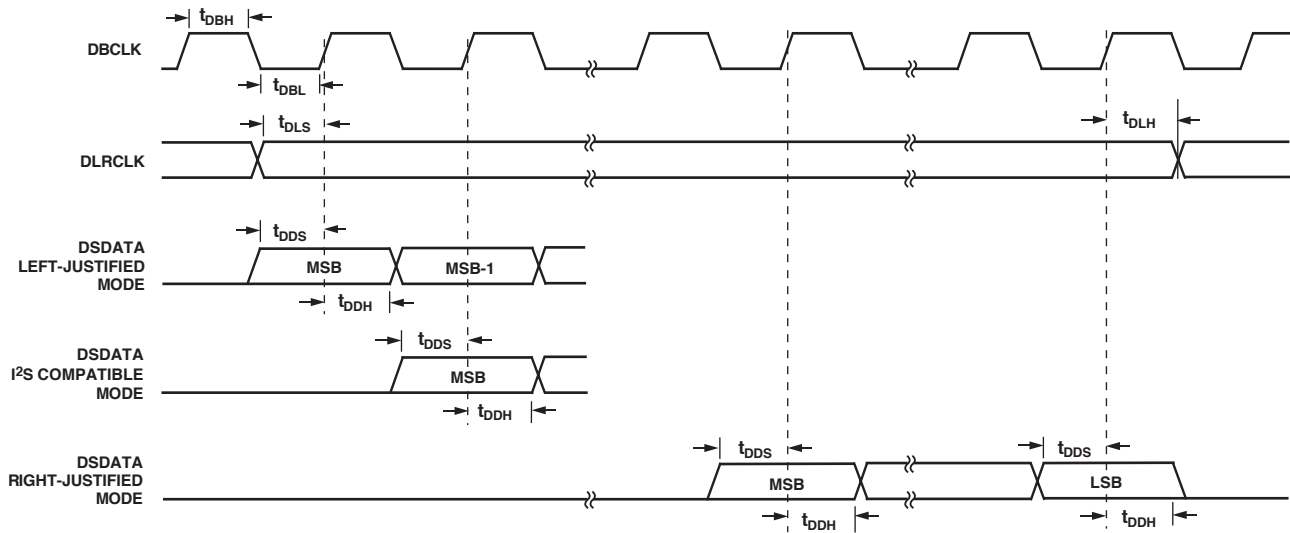 tDBH
DBCLK
tDBL
tDLS
tDLH
DLRCLK
tDDS
DSDATA
LEFT-JUSTIFIED
MODE
MSB
MSB-1
tDDH
tDDS
DSDATA
I²S COMPATIBLE
MODE
MSB
tDDH
tDDS
tDDS
DSDATA
RIGHT-JUSTIFIED
MODE
MSB
LSB
tDDH
tDDH